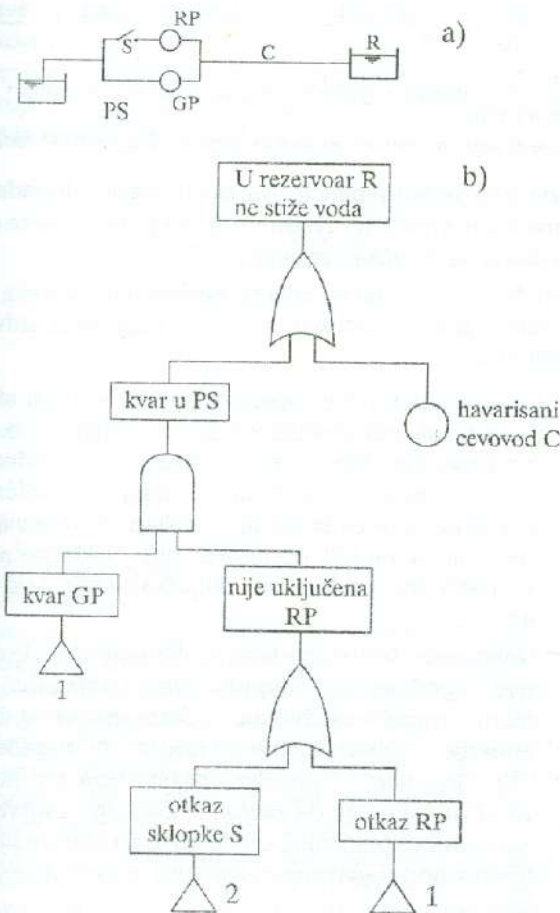 RP
a)
S
R
C
GP
PS
b)
U rezervoar R
ne stiže voda
kvar u PS
havarisani
cevovod C
kvar GP
nije uključena
RP
1
otkaz
sklopke S
otkaz RP
2
1